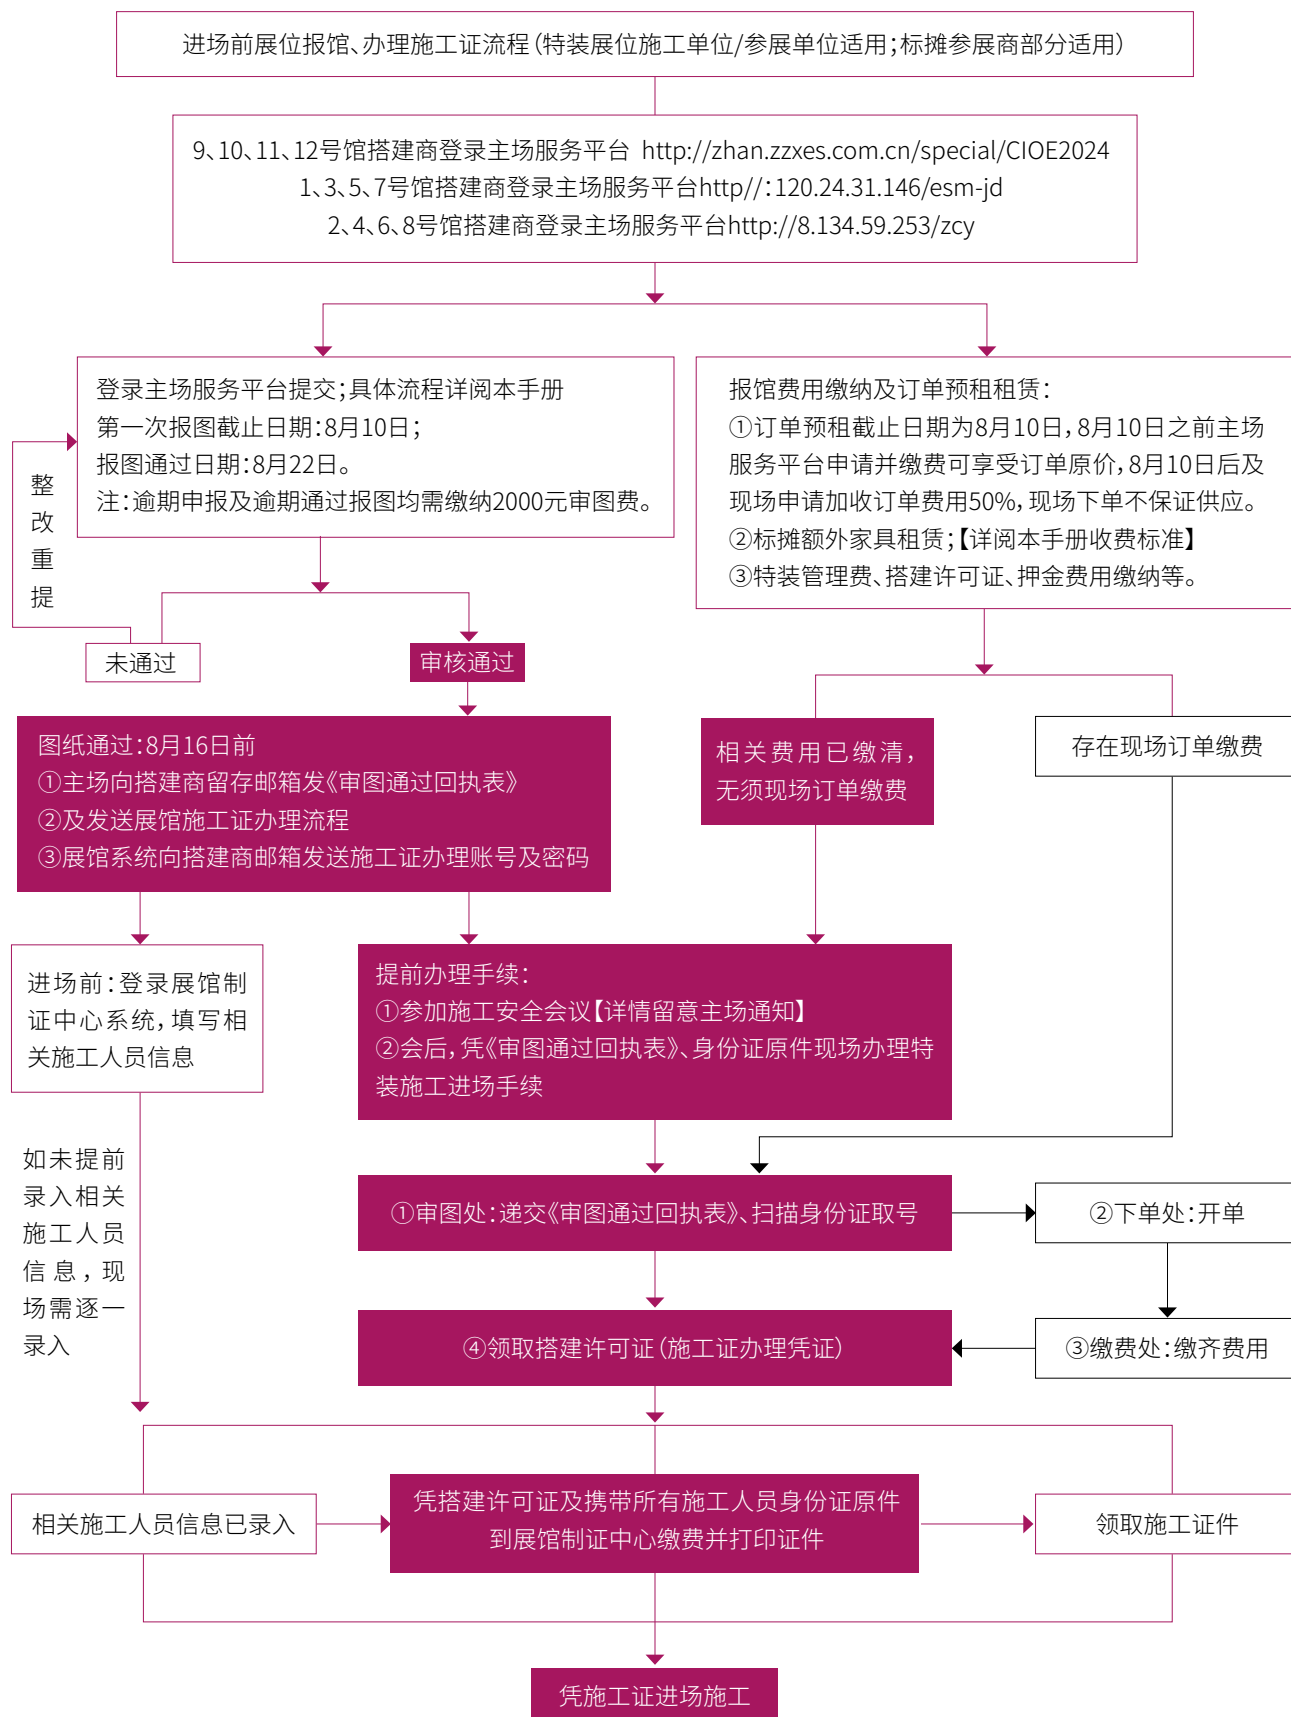 进场前展位报馆、办理施工证流程（特装展位施工单位/参展单位适用；标摊参展商部分适用）
9、10、11、12号馆搭建商登录主场服务平台 http://zhan.zzxes.com.cn/special/CIOE2024
1、3、5、7号馆搭建商登录主场服务平台http//:120.24.31.146/esm-jd
2、4、6、8号馆搭建商登录主场服务平台http://8.134.59.253/zcy
登录主场服务平台提交；具体流程详阅本手册
第一次报图截止日期：8月10日；
报图通过日期：8月22日。
注：逾期申报及逾期通过报图均需缴纳2000元审图费。
报馆费用缴纳及订单预租租赁：
①订单预租截止日期为8月10日，8月10日之前主场
服务平台申请并缴费可享受订单原价，8月10日后及
现场申请加收订单费用50%，现场下单不保证供应。
②标摊额外家具租赁；【详阅本手册收费标准】
③特装管理费、搭建许可证、押金费用缴纳等。
整
改
重
提
未通过
审核通过
图纸通过：8月16日前
①主场向搭建商留存邮箱发《审图通过回执表》
②及发送展馆施工证办理流程
③展馆系统向搭建商邮箱发送施工证办理账号及密码
相关费用已缴清，
无须现场订单缴费
存在现场订单缴费
进场前：登录展馆制
证中心系统，填写相
关施工人员信息
提前办理手续：
①参加施工安全会议【详情留意主场通知】
②会后，凭《审图通过回执表》、身份证原件现场办理特
装施工进场手续
如未提前
录入相关
施工人员
信息，现
场需逐一
录入
①审图处：递交《审图通过回执表》、扫描身份证取号
②下单处：开单
④领取搭建许可证（施工证办理凭证）
③缴费处：缴齐费用
相关施工人员信息已录入
凭搭建许可证及携带所有施工人员身份证原件
到展馆制证中心缴费并打印证件
领取施工证件
凭施工证进场施工